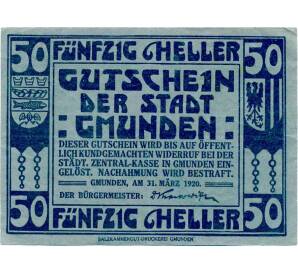 50 FÜNFZIG HELLER 50
GUTSCHEIN
DER STADT
GMUNDEN
DIESER GUTSCHEIN WIRD BIS AUF ÖFFENT-
LICH KUNDGEMACHTEN WIDERRUF BEI DER
STÄDT. ZENTRAL-KASSE IN GMUNDEN EIN-
GELÖST. NACHAHMUNG WIRD BESTRAFT.
GMUNDEN, AM 31. MÄRZ 1920.
DER BÜRGERMEISTER:
50 FÜNFZIG HELLER 50
SALZKAMMERGUT-DRUCKEREI GMUNDEN